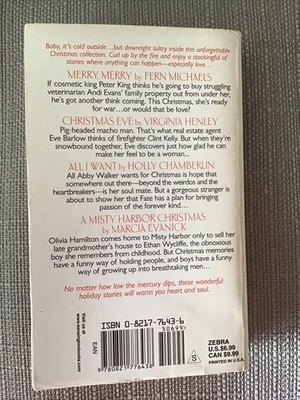 Baby, it's cold outside...but downright sultry inside this unforgettable
Christmas collection. Curl up by the fire and enjoy a stockingful of
stories where anything can happen—especially love....
MERRY, MERRY by FERN MICHAELS
If cosmetic king Peter King thinks he's going to buy struggling
veterinarian Andi Evans' family property out from under her,
he's got another think coming. This Christmas, she's ready
for love...or would that be war?
CHRISTMAS EVE by VIRGINIA HENLEY
Pig-headed macho man. That's what real estate agent
Eve Barlow thinks of firefighter Clint Kelly. But when they're
snowbound together, Eve discovers just how glad he can
make her feel to be a woman...
ALL I WANT by HOLLY CHAMBERLIN
All Abby Walker wants for Christmas is hope that
somewhere out there—beyond the weirdos and the
heartbreakers—is her soul mate. But a gorgeous stranger is
about to show her that Fate has a plan for bringing
passion of the forever kind...
A MISTY HARBOR CHRISTMAS
by MARCIA EVANICK
Olivia Hamilton comes home to Misty Harbor only to sell her
late grandmother's house to Ethan Wycliffe, the obnoxious
boy she remembers from childhood. But Christmas memories
have a funny way of holding people, and boys have a funny
way of growing up into breathtaking men...
No matter how low the mercury dips, these wonderful
holiday stories will warm you heart and soul.
Visit us at www.kensingtonbooks.com
ISBN 0-8217-7643-6
50699
EAN
9 780821 776438
S
ZEBRA
U.S. $6.99
CAN $9.99
PRINTED IN U.S.A.